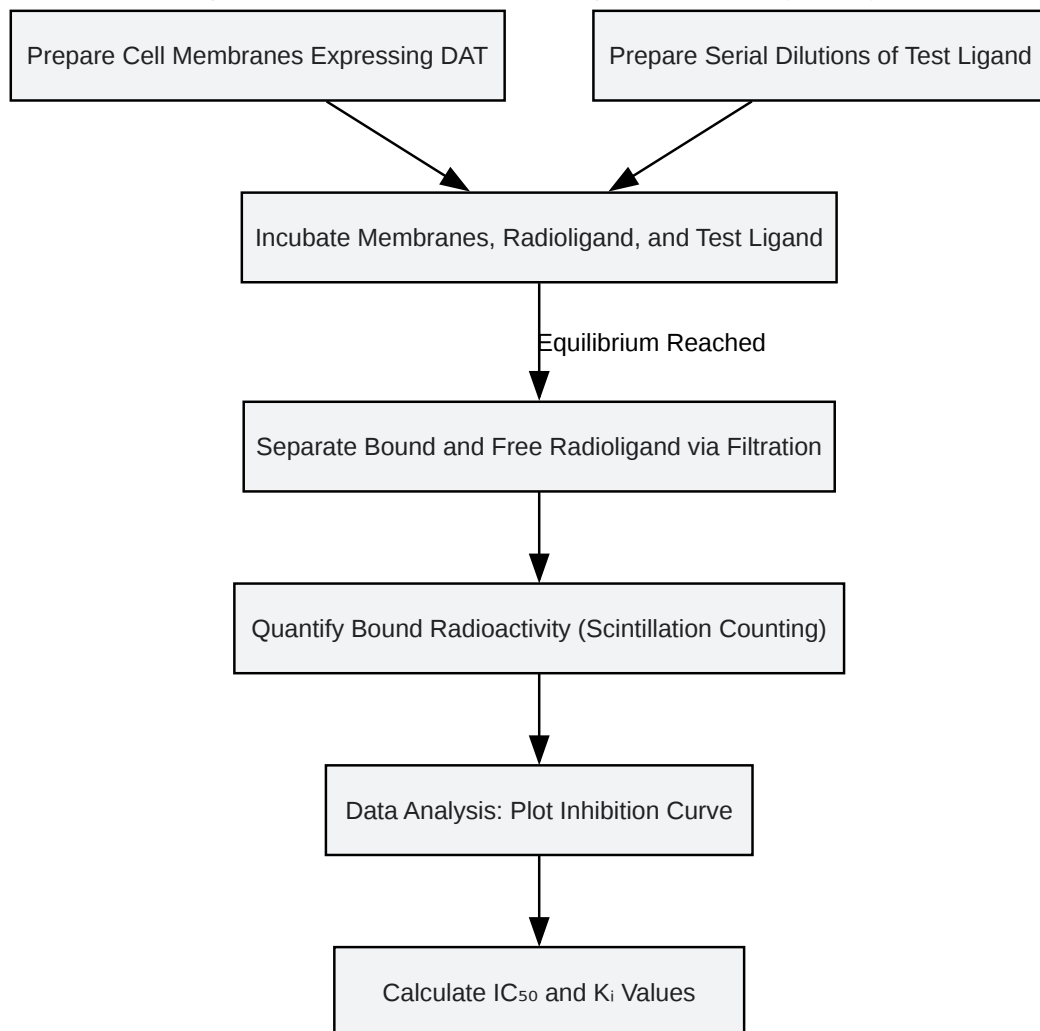 Prepare Cell Membranes Expressing DAT
Prepare Serial Dilutions of Test Ligand
Incubate Membranes, Radioligand, and Test Ligand
Equilibrium Reached
Separate Bound and Free Radioligand via Filtration
Quantify Bound Radioactivity (Scintillation Counting)
Data Analysis: Plot Inhibition Curve
Calculate IC₅₀ and Kᵢ Values